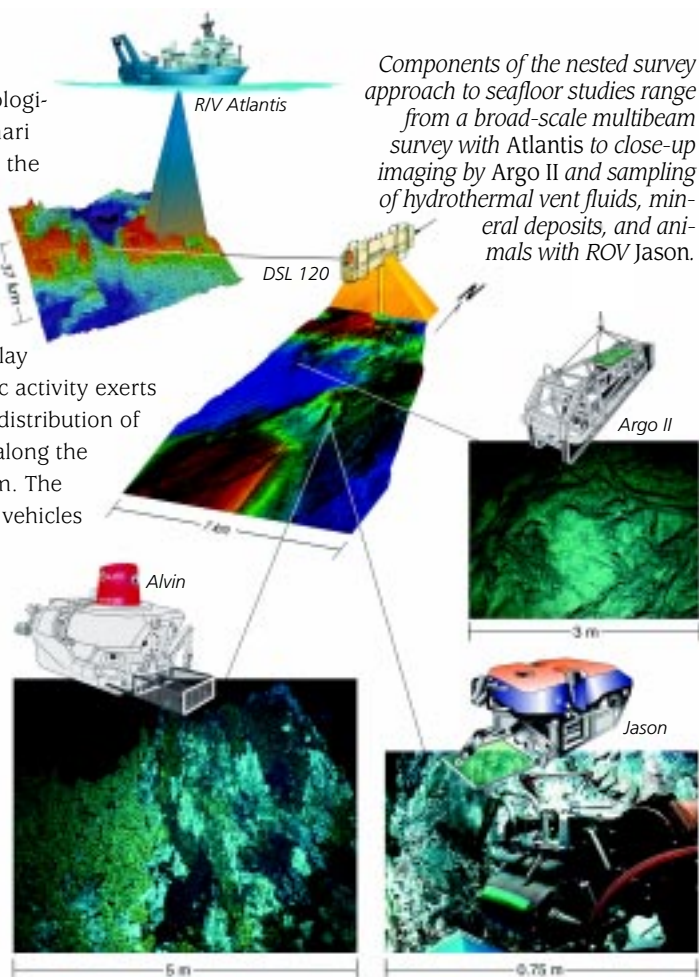 R/V Atlantis
Components of the nested survey
approach to seafloor studies range
from a broad-scale multibeam
survey with Atlantis to close-up
imaging by Argo II and sampling
of hydrothermal vent fluids, min-
eral deposits, and ani-
mals with ROV Jason.
ologi-
nari
the
km
DSL 120
N
lay
c activity exerts
distribution of
along the
n. The
vehicles
1 km
Argo II
3 m
Alvin
5 m
Jason
0.75 m